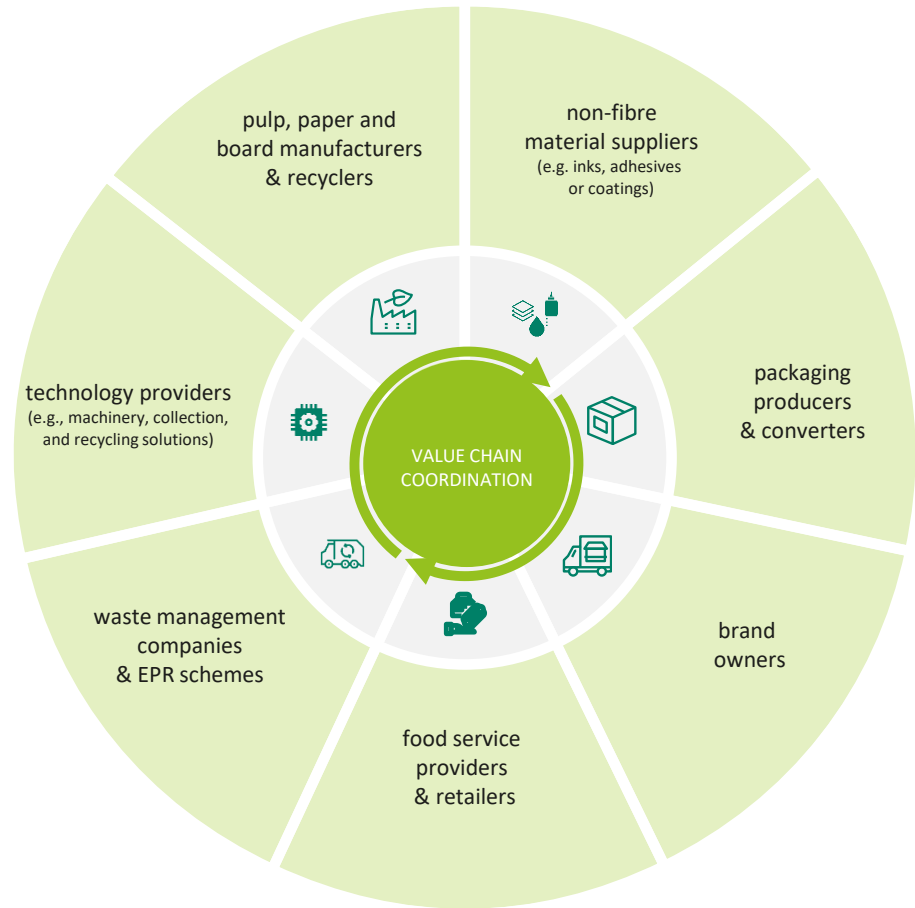 pulp, paper and
board manufacturers
& recyclers
non-fibre
material suppliers
(e.g. inks, adhesives
or coatings)
technology providers
(e.g., machinery, collection,
and recycling solutions)
packaging
producers
& converters
VALUE CHAIN
COORDINATION
waste management
companies
& EPR schemes
brand
owners
food service
providers
& retailers